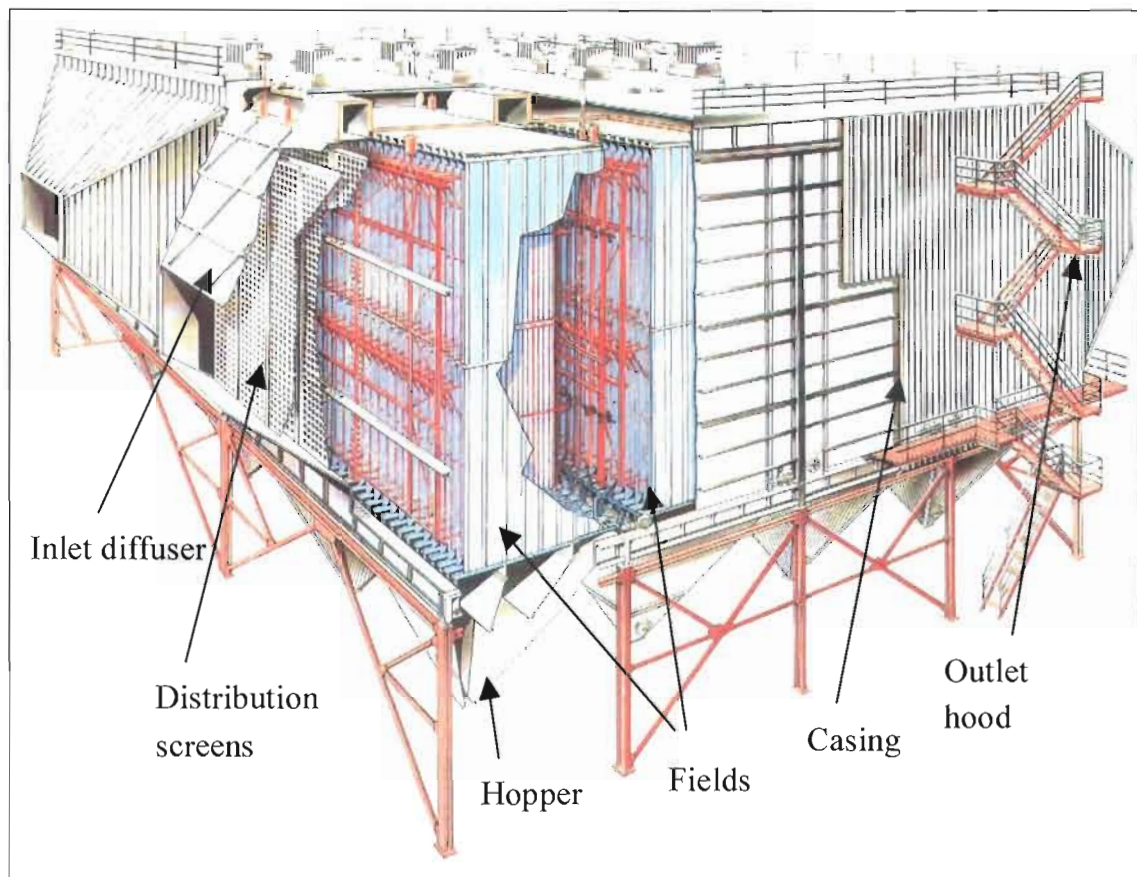 Inlet diffuser
Distribution
screens
Hopper
Fields
Casing
Outlet
hood